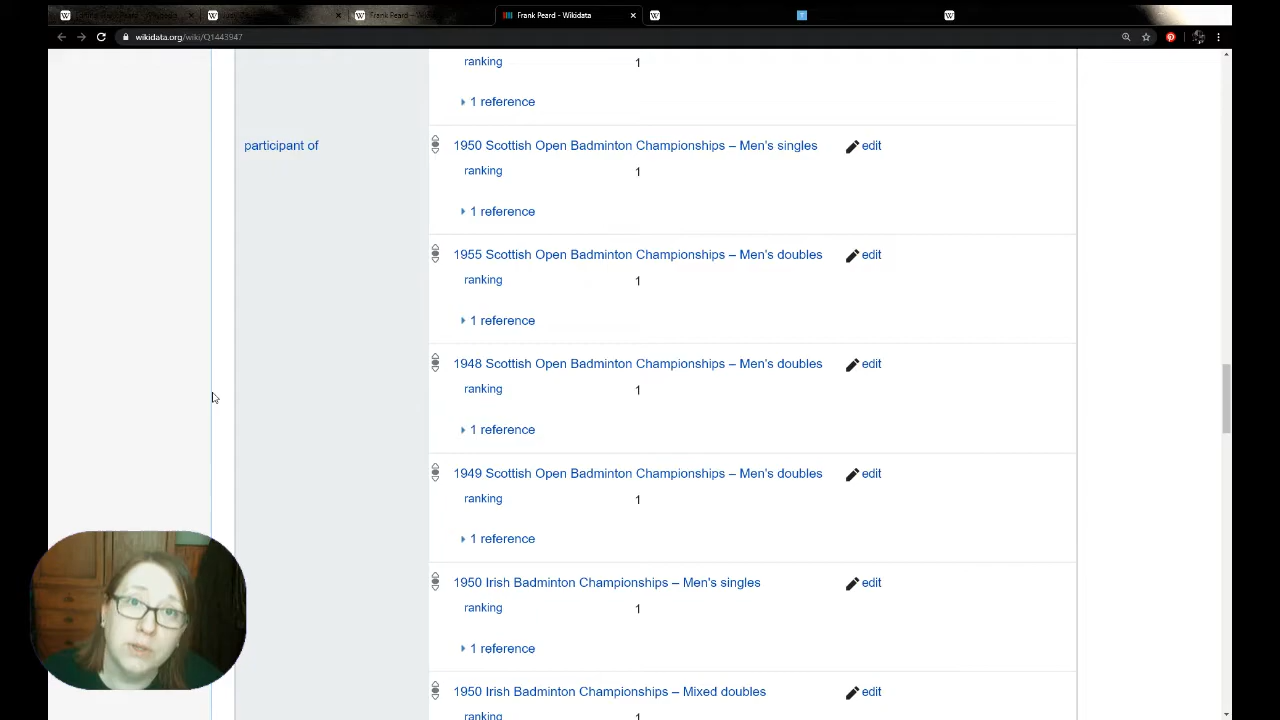 Frank Peard
Frank Peard - Wikidata
wikidata.org/wiki/Q1443947
ranking 1
1 reference
participant of
1950 Scottish Open Badminton Championships – Men's singles edit
ranking 1
1 reference
1955 Scottish Open Badminton Championships – Men's doubles edit
ranking 1
1 reference
1948 Scottish Open Badminton Championships – Men's doubles edit
ranking 1
1 reference
1949 Scottish Open Badminton Championships – Men's doubles edit
ranking 1
1 reference
1950 Irish Badminton Championships – Men's singles edit
ranking 1
1 reference
1950 Irish Badminton Championships – Mixed doubles edit
ranking 1